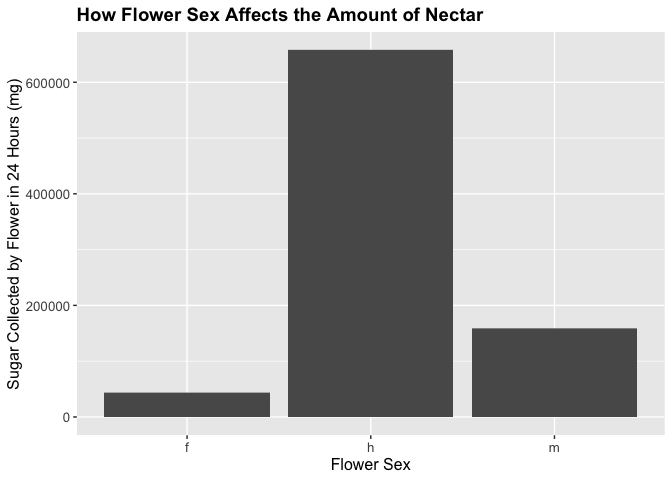 How Flower Sex Affects the Amount of Nectar
Sugar Collected by Flower in 24 Hours (mg)
600000
400000
200000
0
f h m
Flower Sex